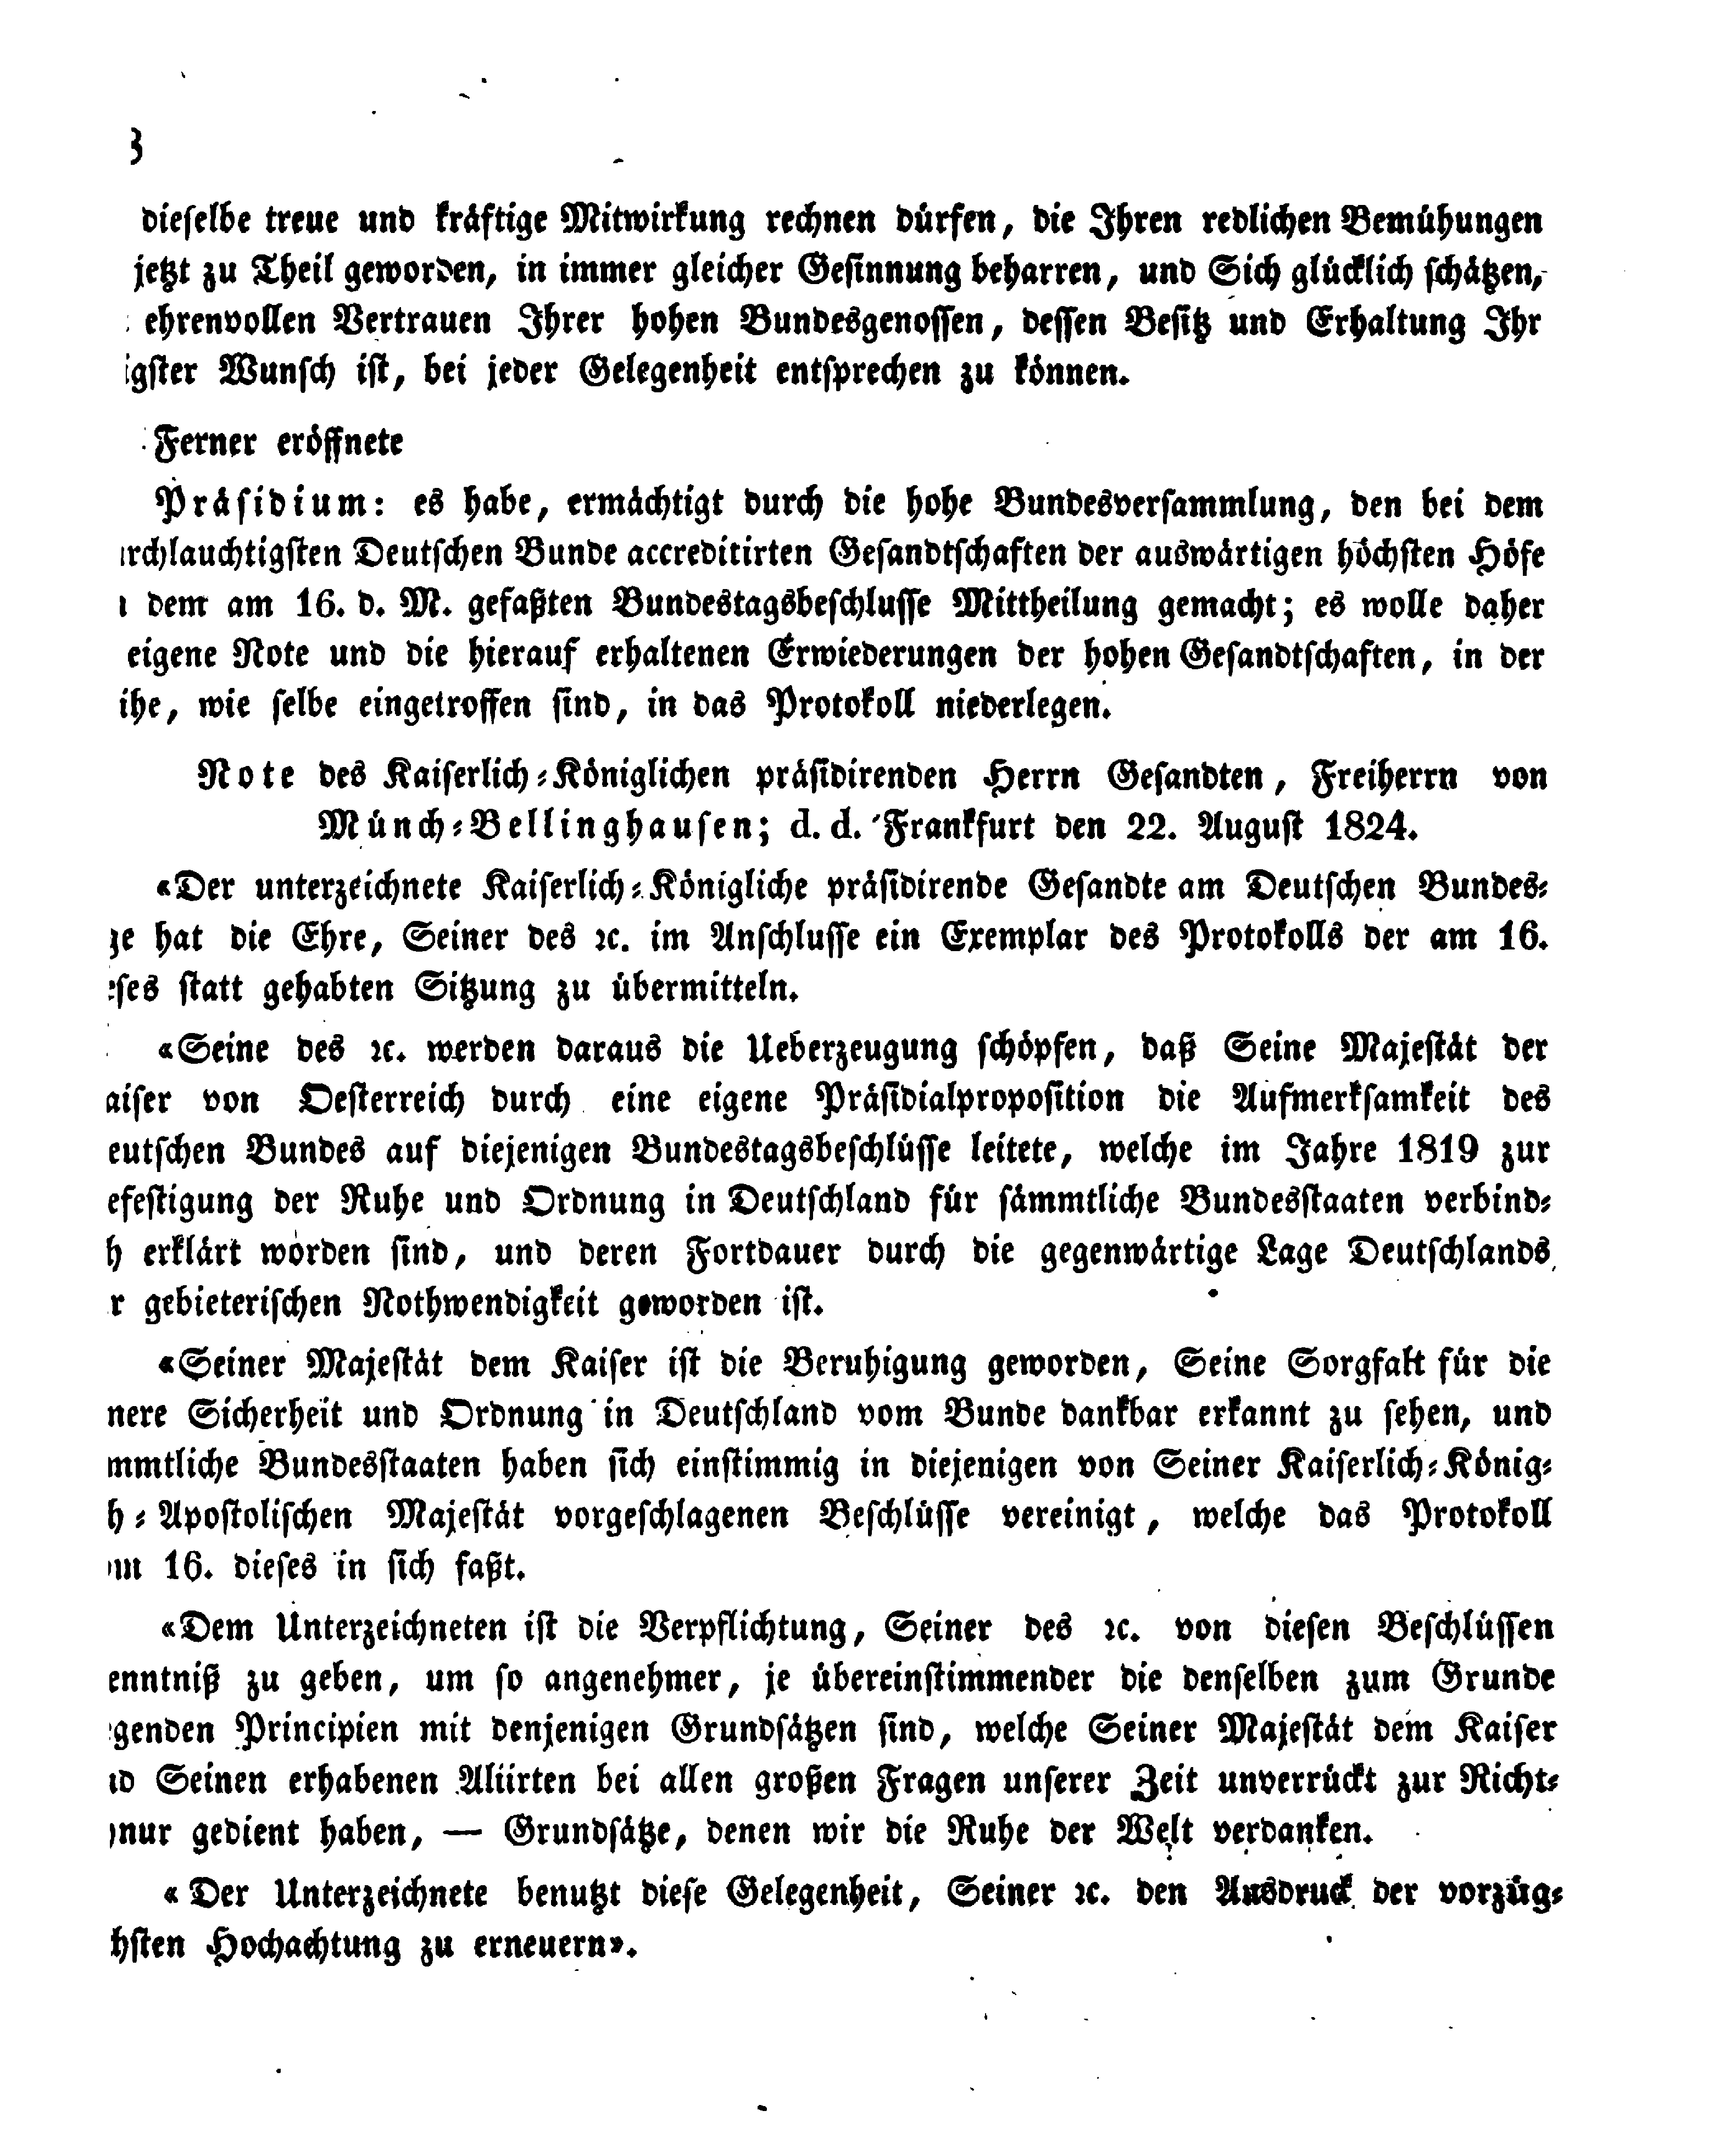 3
dieselbe treue und kräftige Mitwirkung rechnen dürfen, die Ihren redlichen Bemühungen
jetzt zu Theil geworden, in immer gleicher Gesinnung beharren, und Sich glücklich schätzen,
ehrenvollen Vertrauen Ihrer hohen Bundesgenossen, dessen Besitz und Erhaltung Ihr
igster Wunsch ist, bei jeder Gelegenheit entsprechen zu können.
Ferner eröffnete
Präsidium: es habe, ermächtigt durch die hohe Bundesversammlung, den bei dem
rchlauchtigsten Deutschen Bunde accreditirten Gesandtschaften der auswärtigen höchsten Höfe
dem am 16. d. M. gefaßten Bundestagsbeschlusse Mittheilung gemacht; es wolle daher
eigene Note und die hierauf erhaltenen Erwiederungen der hohen Gesandtschaften, in der
ihe, wie selbe eingetroffen sind, in das Protokoll niederlegen.
Note des Kaiserlich-Königlichen präsidirenden Herrn Gesandten, Freiherrn von
Münch-Bellinghausen; d. d. Frankfurt den 22. August 1824.
«Der unterzeichnete Kaiserlich-Königliche präsidirende Gesandte am Deutschen Bundes-
ge hat die Ehre, Seiner des ꝛc. im Anschlusse ein Exemplar des Protokolls der am 16.
eses statt gehabten Sitzung zu übermitteln.
«Seine des ꝛc. werden daraus die Ueberzeugung schöpfen, daß Seine Majestät der
aiser von Oesterreich durch eine eigene Präsidialproposition die Aufmerksamkeit des
eutschen Bundes auf diejenigen Bundestagsbeschlüsse leitete, welche im Jahre 1819 zur
efestigung der Ruhe und Ordnung in Deutschland für sämmtliche Bundesstaaten verbind-
h erklärt worden sind, und deren Fortdauer durch die gegenwärtige Lage Deutschlands
r gebieterischen Nothwendigkeit geworden ist.
«Seiner Majestät dem Kaiser ist die Beruhigung geworden, Seine Sorgfalt für die
nere Sicherheit und Ordnung in Deutschland vom Bunde dankbar erkannt zu sehen, und
mmtliche Bundesstaaten haben sich einstimmig in diejenigen von Seiner Kaiserlich-König-
h-Apostolischen Majestät vorgeschlagenen Beschlüsse vereinigt, welche das Protokoll
om 16. dieses in sich faßt.
«Dem Unterzeichneten ist die Verpflichtung, Seiner des ꝛc. von diesen Beschlüssen
enntniß zu geben, um so angenehmer, je übereinstimmender die denselben zum Grunde
genden Principien mit denjenigen Grundsätzen sind, welche Seiner Majestät dem Kaiser
nd Seinen erhabenen Aliirten bei allen großen Fragen unserer Zeit unverrückt zur Richt-
hnur gedient haben, — Grundsätze, denen wir die Ruhe der Welt verdanken.
«Der Unterzeichnete benutzt diese Gelegenheit, Seiner ꝛc. den Ausdruck der vorzüg-
hsten Hochachtung zu erneuern».